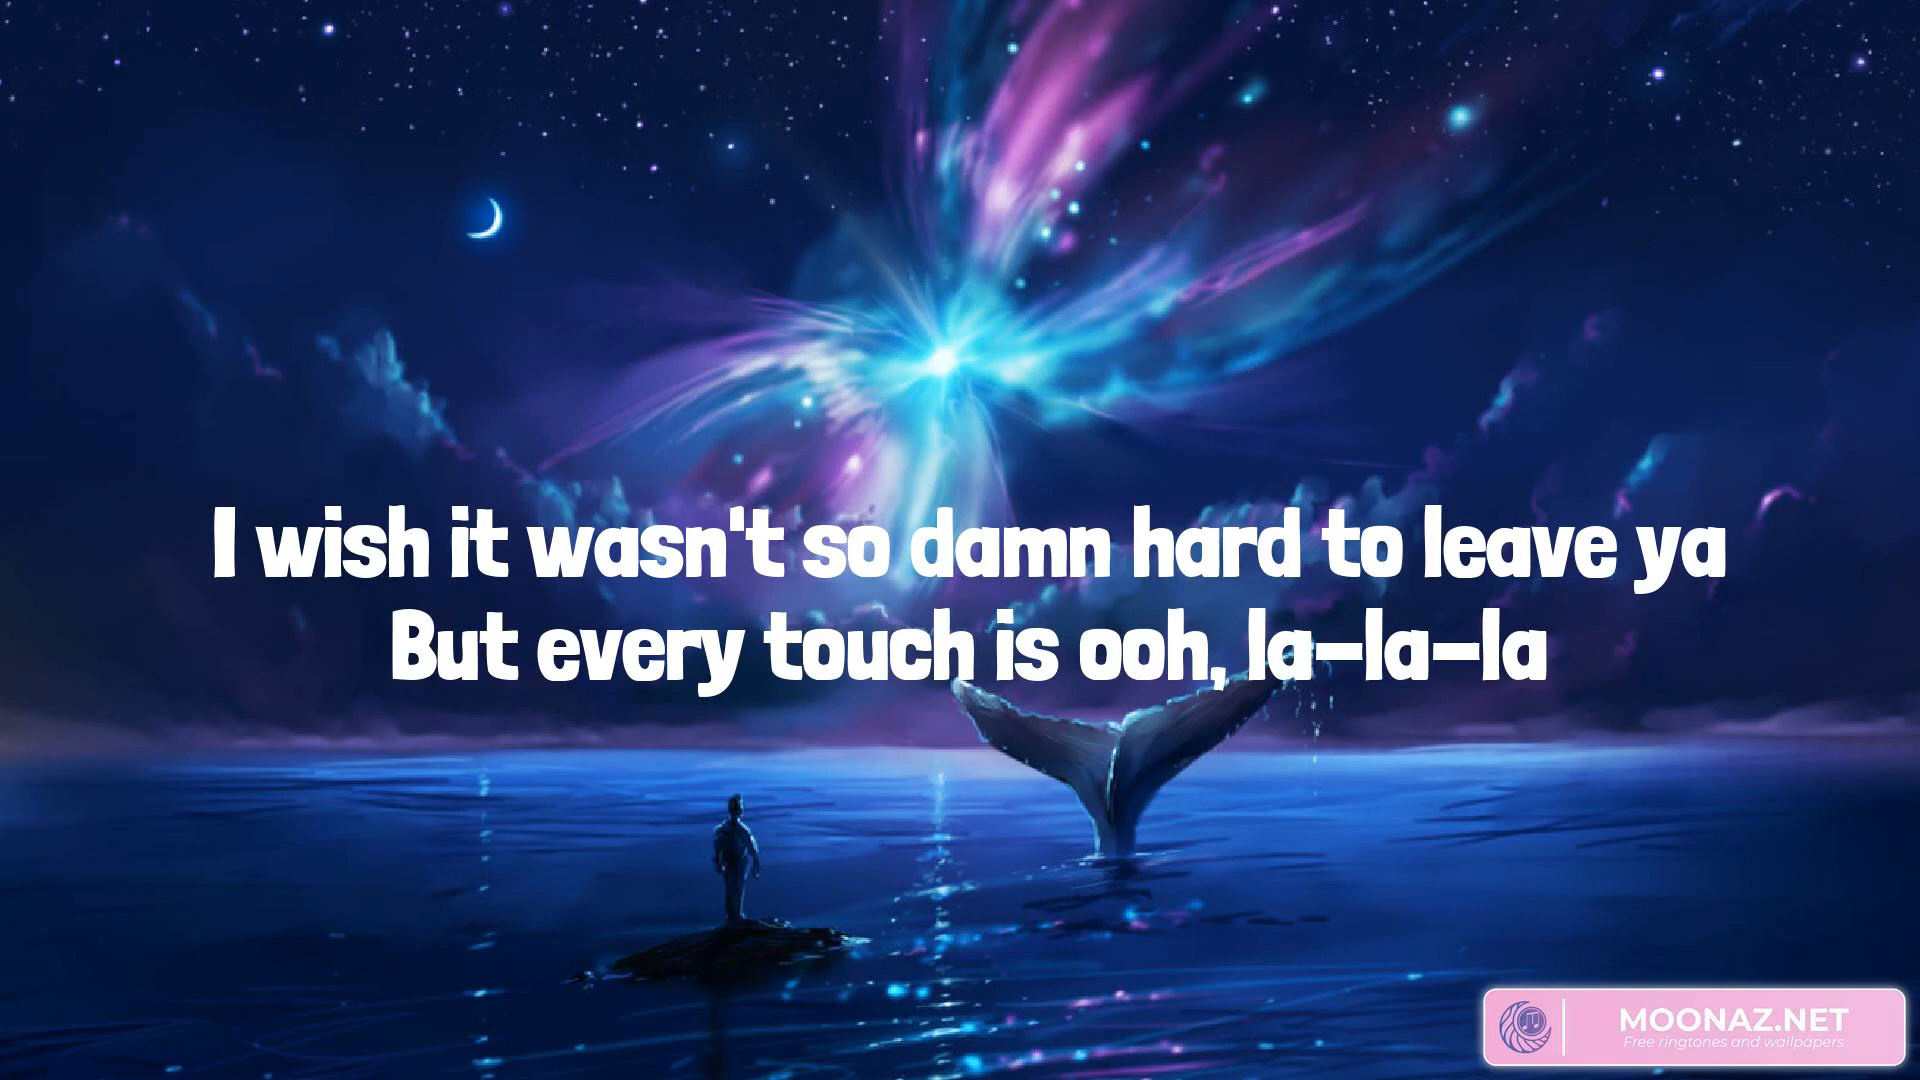 I wish it wasn't so damn hard to leave ya
But every touch is ooh, la-la-la
MOONAZ.NET
Free ringtones and wallpapers